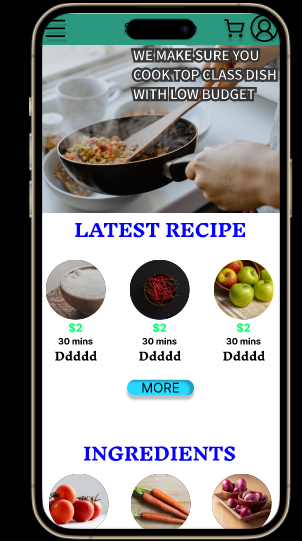 WE MAKE SURE YOU
COOK TOP CLASS DISH
WITH LOW BUDGET
LATEST RECIPE
$2 $2 $2
30 mins 30 mins 30 mins
Ddddd Ddddd Ddddd
MORE
INGREDIENTS